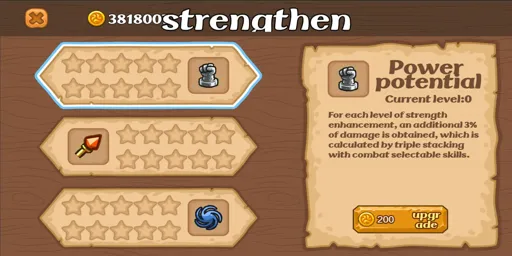 381800
strengthen
Power
potential
Current level:0
For each level of strength
enhancement, an additional 3%
of damage is obtained, which is
calculated by triple stacking
with combat selectable skills.
200
upgr
ade